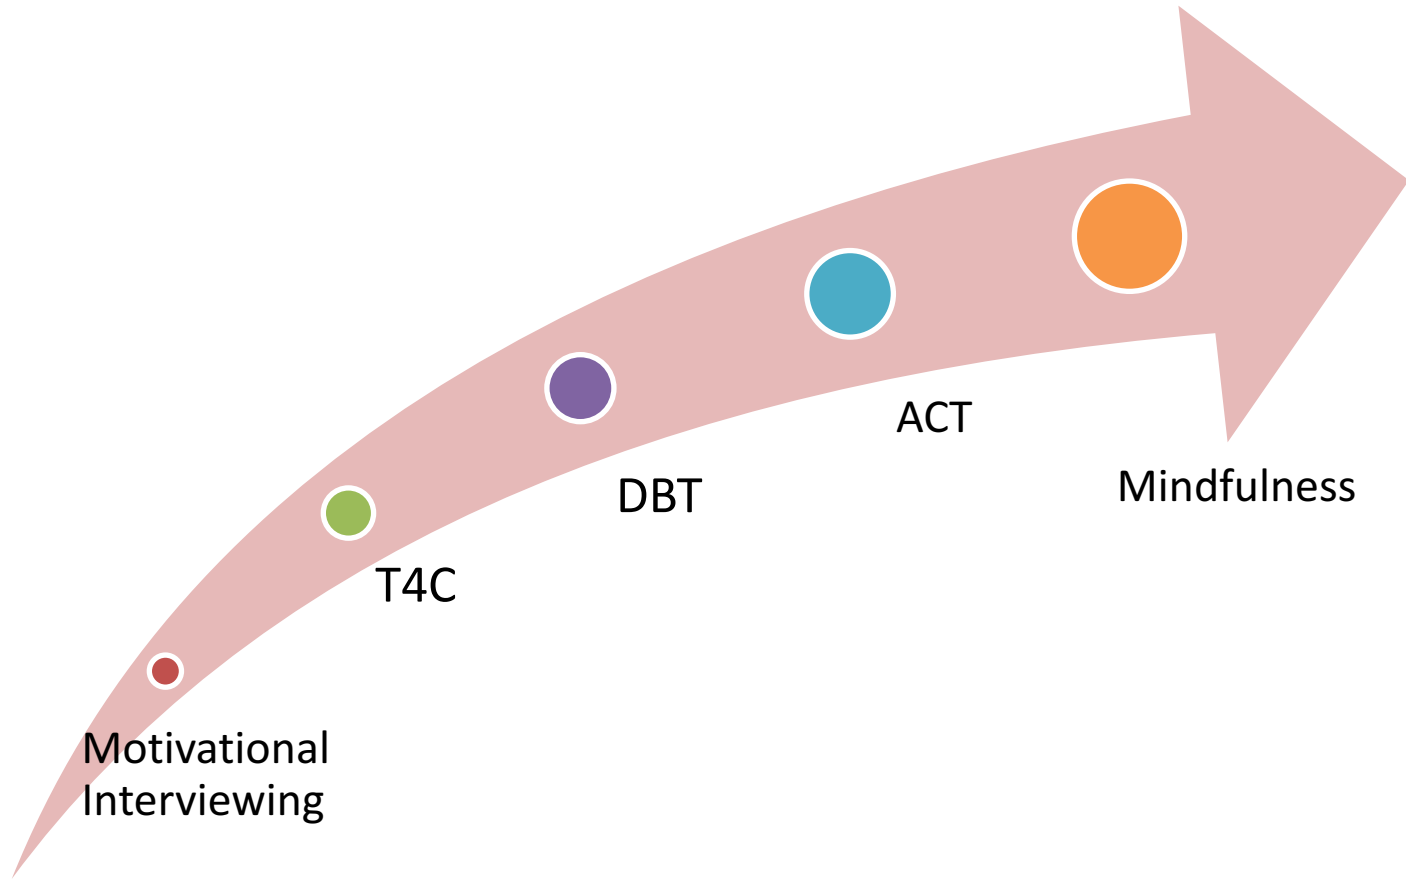 Motivational
Interviewing
T4C
DBT
ACT
Mindfulness